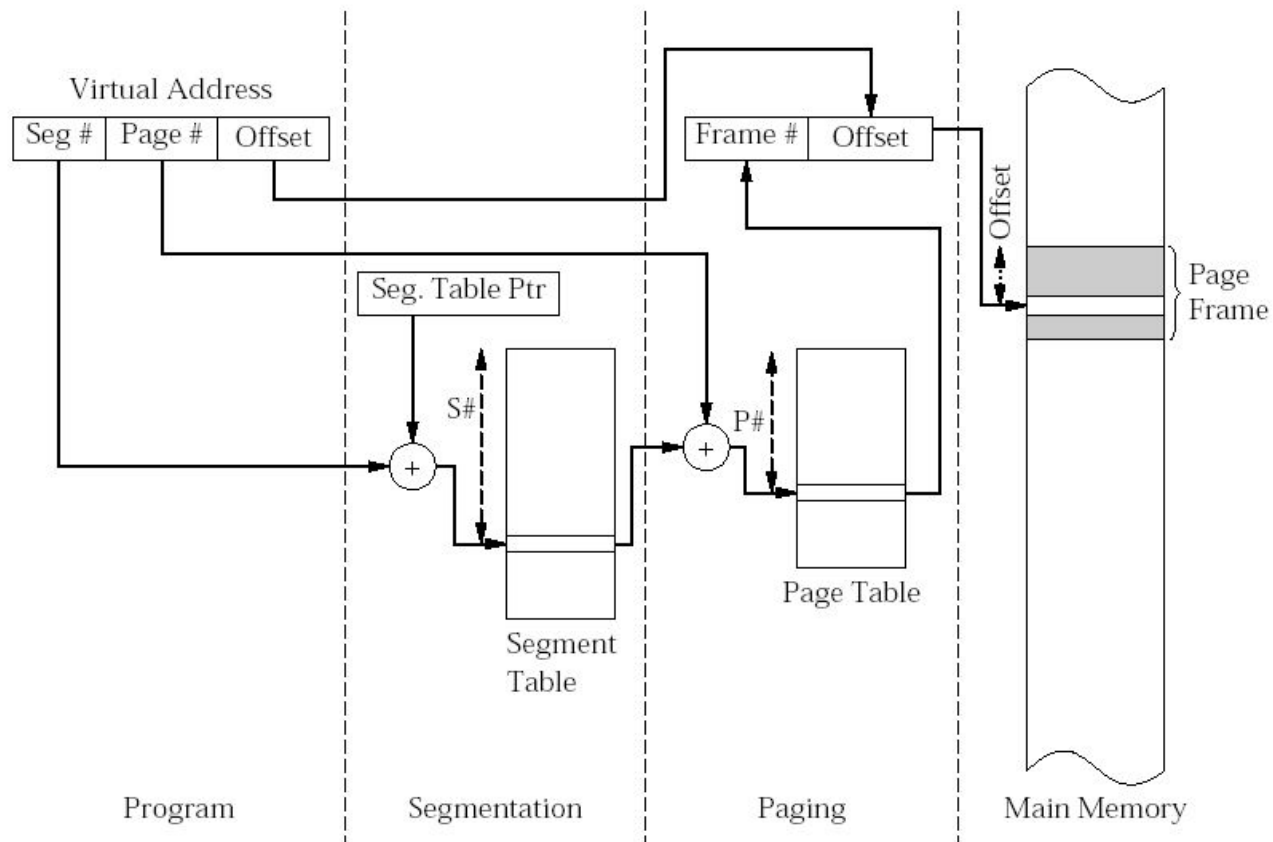 Virtual Address
Seg #
Page #
Offset
Frame #
Offset
Offset
Seg. Table Ptr
Page
Frame
S#
P#
+
+
Page Table
Segment
Table
Program
Segmentation
Paging
Main Memory